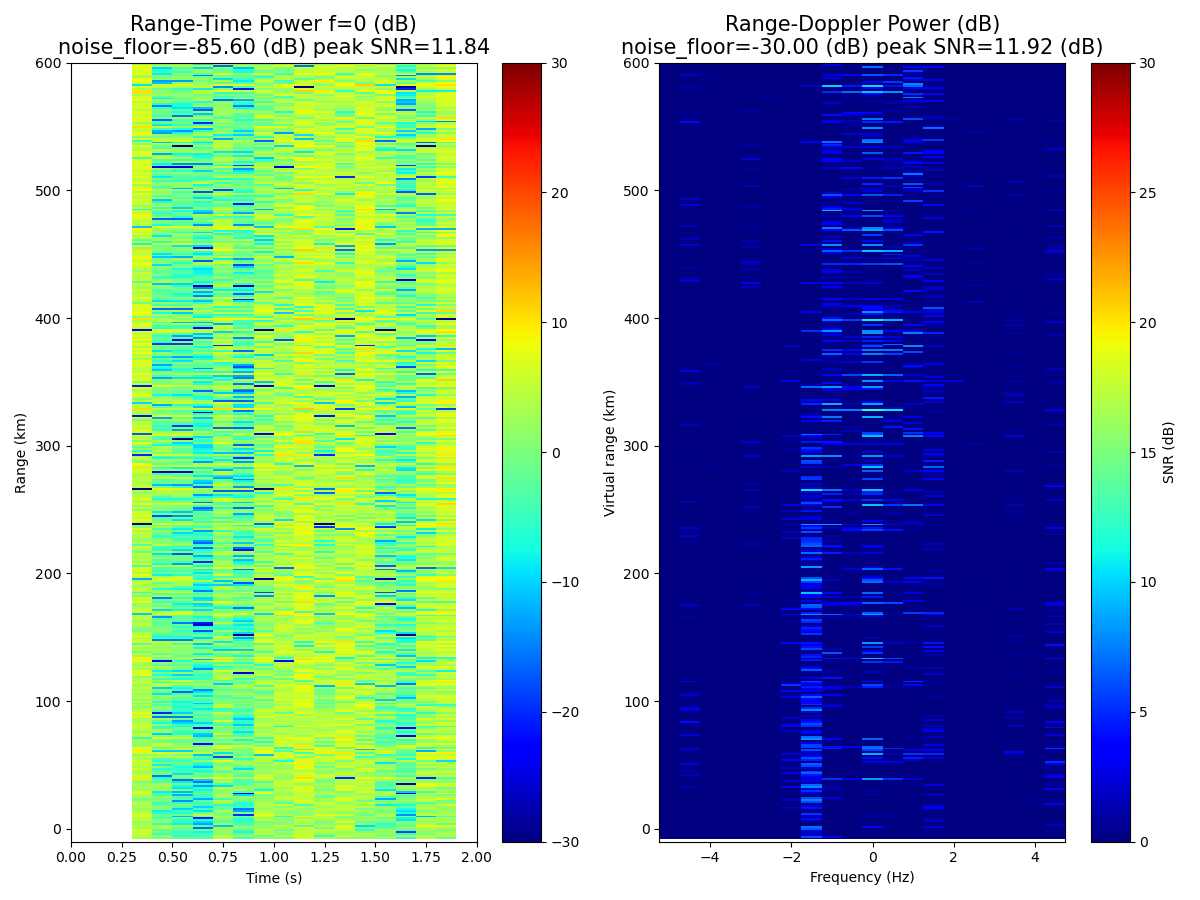 Range-Time Power f=0 (dB)
noise_floor=-85.60 (dB) peak SNR=11.84
Range (km)
600
500
400
300
200
100
0
0.00 0.25 0.50 0.75 1.00 1.25 1.50 1.75 2.00
Time (s)
30
20
10
0
−10
−20
−30
Range-Doppler Power (dB)
noise_floor=-30.00 (dB) peak SNR=11.92 (dB)
Virtual range (km)
600
500
400
300
200
100
0
−4 −2 0 2 4
Frequency (Hz)
30
25
20
15
10
5
0
SNR (dB)